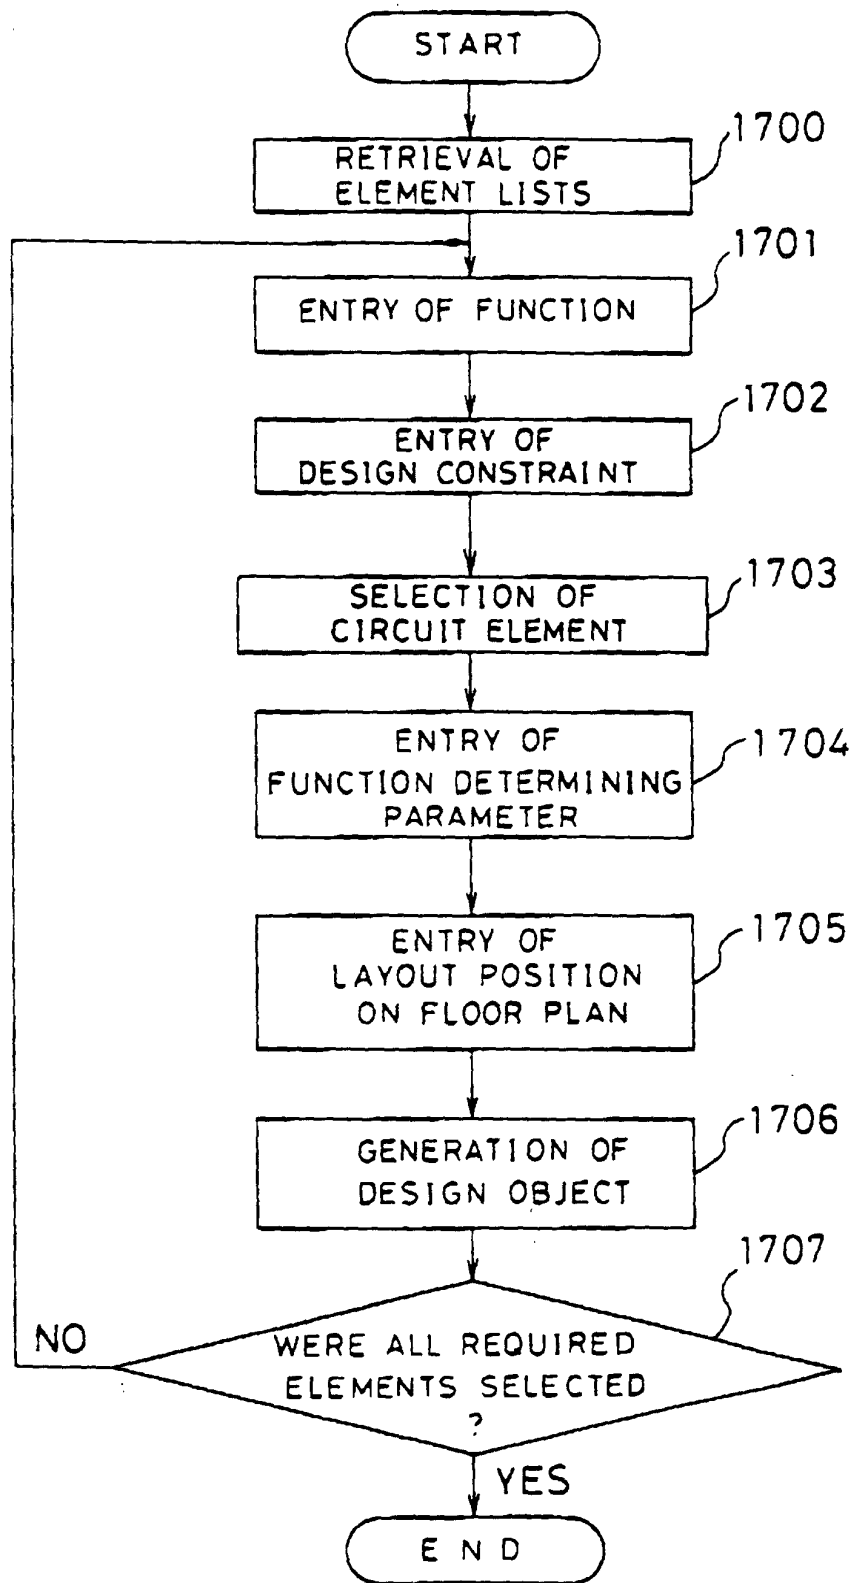 START
1700
RETRIEVAL OF
ELEMENT LISTS
1701
ENTRY OF FUNCTION
1702
ENTRY OF
DESIGN CONSTRAINT
1703
SELECTION OF
CIRCUIT ELEMENT
1704
ENTRY OF
FUNCTION DETERMINING
PARAMETER
1705
ENTRY OF
LAYOUT POSITION
ON FLOOR PLAN
1706
GENERATION OF
DESIGN OBJECT
1707
NO
WERE ALL REQUIRED
ELEMENTS SELECTED
?
YES
END